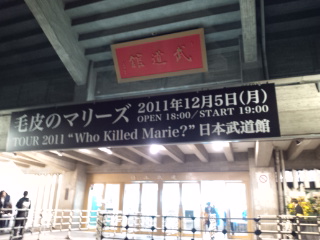 武道館
毛皮のマリーズ 2011年12月5日(月)
OPEN 18:00/START 19:00
TOUR 2011 "Who Killed Marie?" 日本武道館